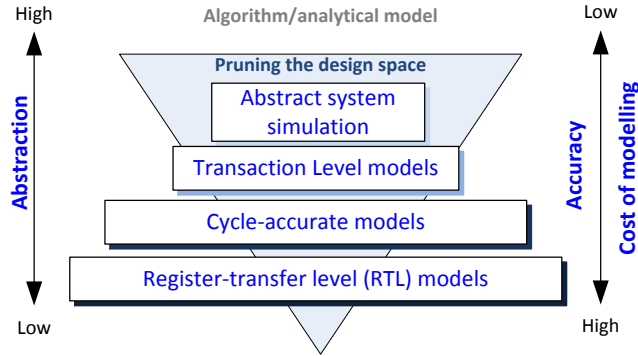 High
Algorithm/analytical model
Low
Pruning the design space
Abstract system
simulation
Transaction Level models
Cycle-accurate models
Register-transfer level (RTL) models
Abstraction
Accuracy
Cost of modelling
Low
High